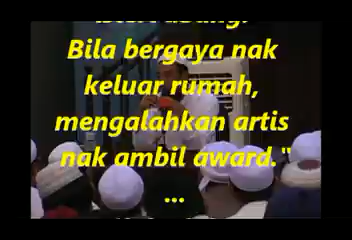 Bila bergaya nak
keluar rumah,
mengalahkan artis
nak ambil award."
...